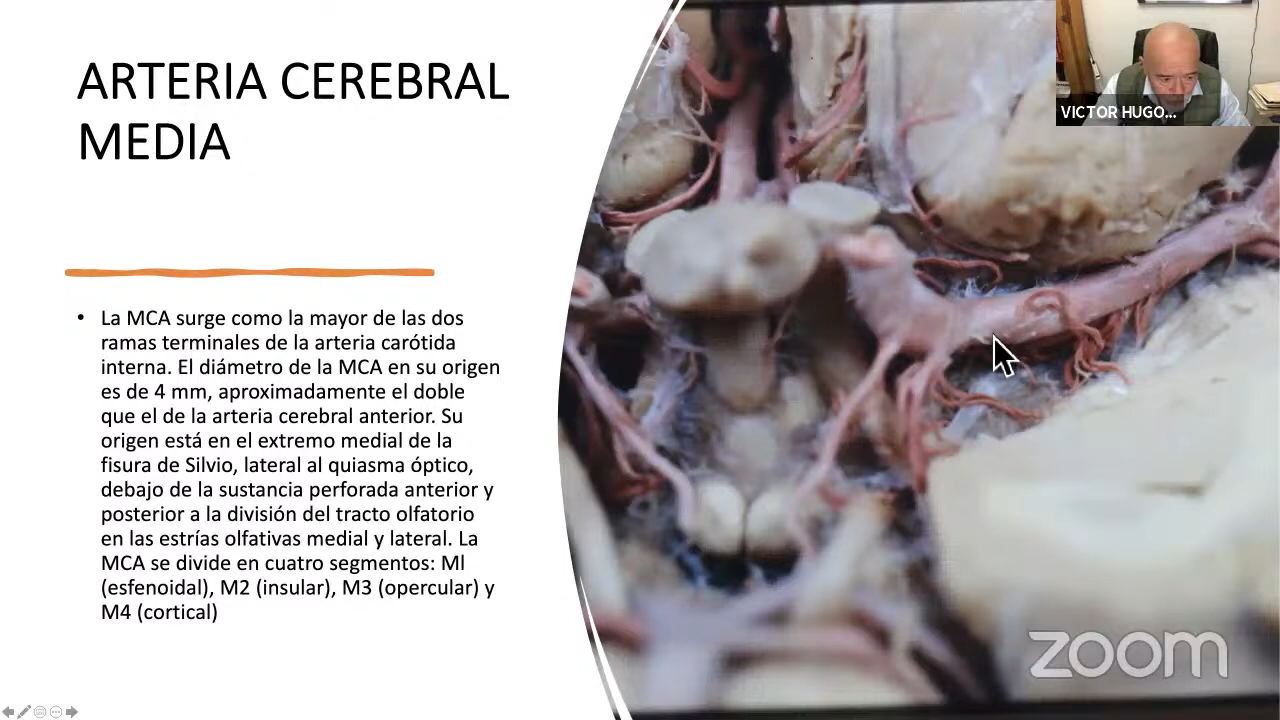 ARTERIA CEREBRAL
MEDIA
• La MCA surge como la mayor de las dos
ramas terminales de la arteria carótida
interna. El diámetro de la MCA en su origen
es de 4 mm, aproximadamente el doble
que el de la arteria cerebral anterior. Su
origen está en el extremo medial de la
fisura de Silvio, lateral al quiasma óptico,
debajo de la sustancia perforada anterior y
posterior a la división del tracto olfatorio
en las estrías olfativas medial y lateral. La
MCA se divide en cuatro segmentos: Ml
(esfenoidal), M2 (insular), M3 (opercular) y
M4 (cortical)
VICTOR HUGO...
zoom